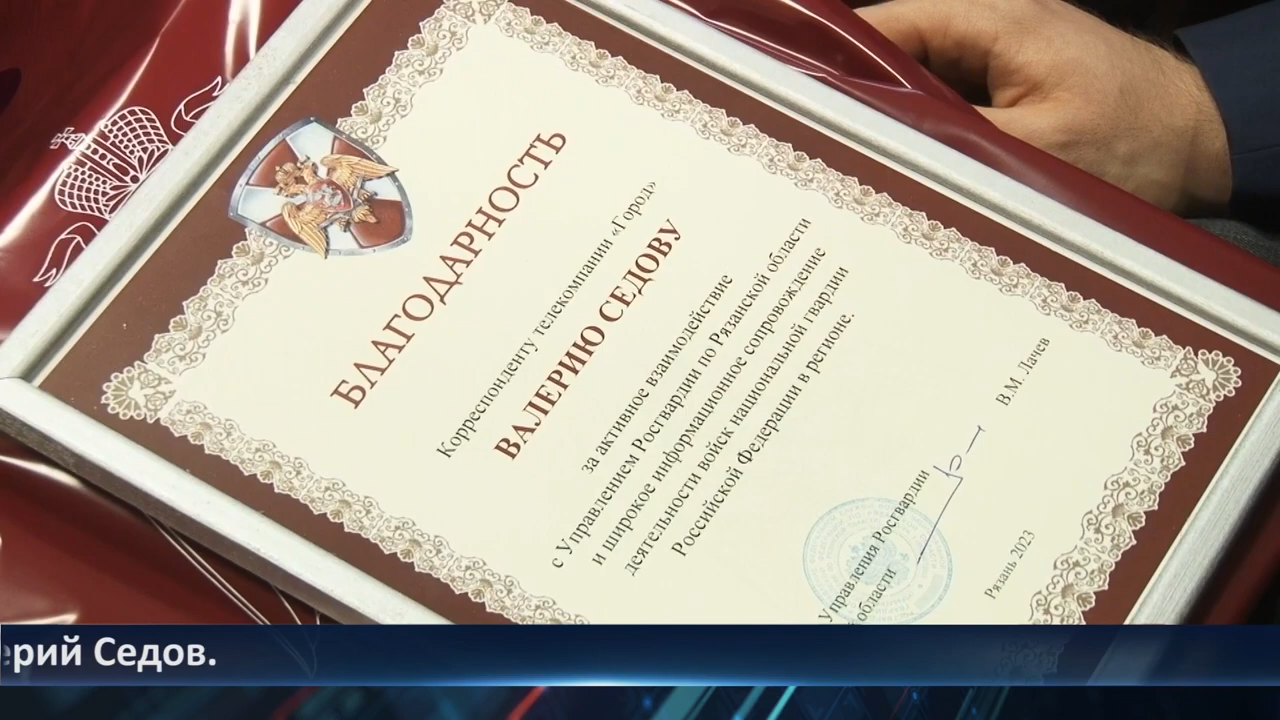 БЛАГОДАРНОСТЬ
Корреспонденту телекомпании «Город»
ВАЛЕРИЮ СЕДОВУ
за активное взаимодействие
с Управлением Росгвардии по Рязанской области
и широкое информационное сопровождение
деятельности войск национальной гвардии
Российской Федерации в регионе.
Управления Росгвардии
области
В.М. Лачев
Рязань 2023
ерий Седов.